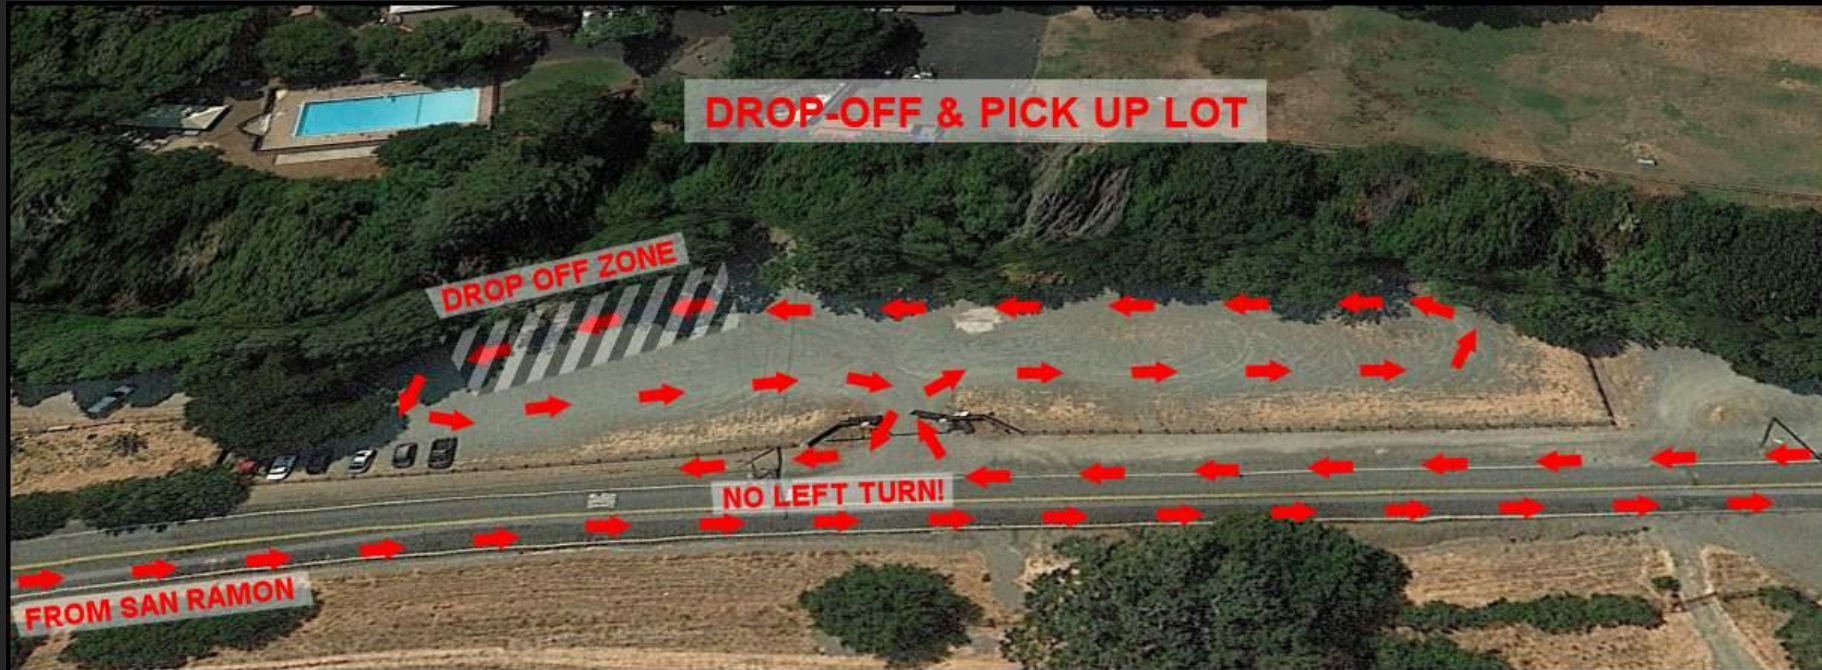 DROP-OFF & PICK UP LOT
DROP OFF ZONE
NO LEFT TURN!
FROM SAN RAMON